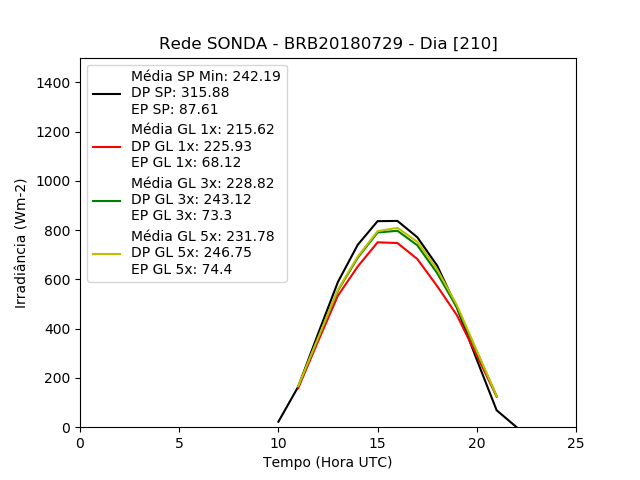 Rede SONDA - BRB20180729 - Dia [210]
Média SP Min: 242.19
DP SP: 315.88
EP SP: 87.61
Média GL 1x: 215.62
DP GL 1x: 225.93
EP GL 1x: 68.12
Média GL 3x: 228.82
DP GL 3x: 243.12
EP GL 3x: 73.3
Média GL 5x: 231.78
DP GL 5x: 246.75
EP GL 5x: 74.4
Irradiância (Wm-2)
1400
1200
1000
800
600
400
200
0
0 5 10 15 20 25
Tempo (Hora UTC)